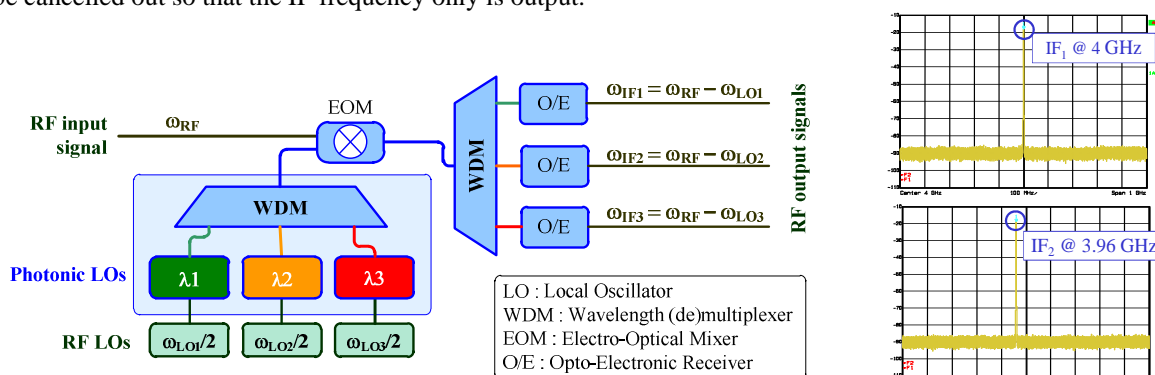 be cancelled out so that the IF frequency only is output.
EOM
RF input
signal
ωRF
WDM
Photonic LOs
λ1
λ2
λ3
RF LOs
ωLO1/2
ωLO2/2
ωLO3/2
WDM
O/E
O/E
O/E
ωIF1 = ωRF – ωLO1
ωIF2 = ωRF – ωLO2
ωIF3 = ωRF – ωLO3
RF output signals
LO : Local Oscillator
WDM : Wavelength (de)multiplexer
EOM : Electro-Optical Mixer
O/E : Opto-Electronic Receiver
IF1 @ 4 GHz
Center 4 GHz
100 MHz/
Span 1 GHz
IF2 @ 3.96 GHz